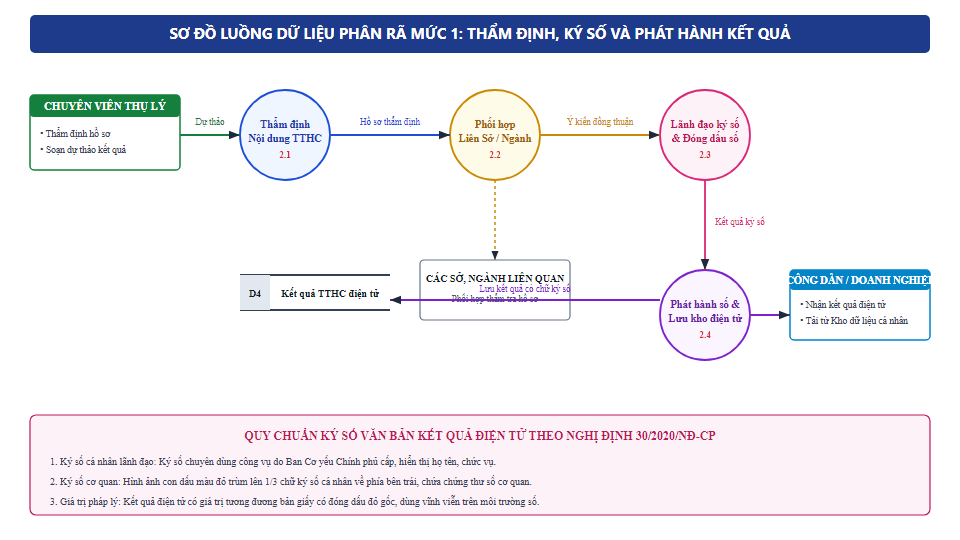 SƠ ĐỒ LUỒNG DỮ LIỆU PHÂN RÃ MỨC 1: THẨM ĐỊNH, KÝ SỐ VÀ PHÁT HÀNH KẾT QUẢ
CHUYÊN VIÊN THỤ LÝ
• Thẩm định hồ sơ
• Soạn dự thảo kết quả
Dự thảo
Thẩm định
Nội dung TTHC
2.1
Hồ sơ thẩm định
Phối hợp
Liên Sở / Ngành
2.2
Ý kiến đồng thuận
Lãnh đạo ký số
& Đóng dấu số
2.3
Kết quả ký số
D4
Kết quả TTHC điện tử
CÁC SỞ, NGÀNH LIÊN QUAN
Lưu kết quả có chữ ký số
Phối hợp thẩm tra hồ sơ
Phát hành số &
Lưu kho điện tử
2.4
CÔNG DÂN / DOANH NGHIỆP
• Nhận kết quả điện tử
• Tải từ Kho dữ liệu cá nhân
QUY CHUẨN KÝ SỐ VĂN BẢN KẾT QUẢ ĐIỆN TỬ THEO NGHỊ ĐỊNH 30/2020/NĐ-CP
1. Ký số cá nhân lãnh đạo: Ký số chuyên dùng công vụ do Ban Cơ yếu Chính phủ cấp, hiển thị họ tên, chức vụ.
2. Ký số cơ quan: Hình ảnh con dấu màu đỏ trùm lên 1/3 chữ ký số cá nhân về phía bên trái, chứa chứng thư số cơ quan.
3. Giá trị pháp lý: Kết quả điện tử có giá trị tương đương bản giấy có đóng dấu đỏ gốc, dùng vĩnh viễn trên môi trường số.